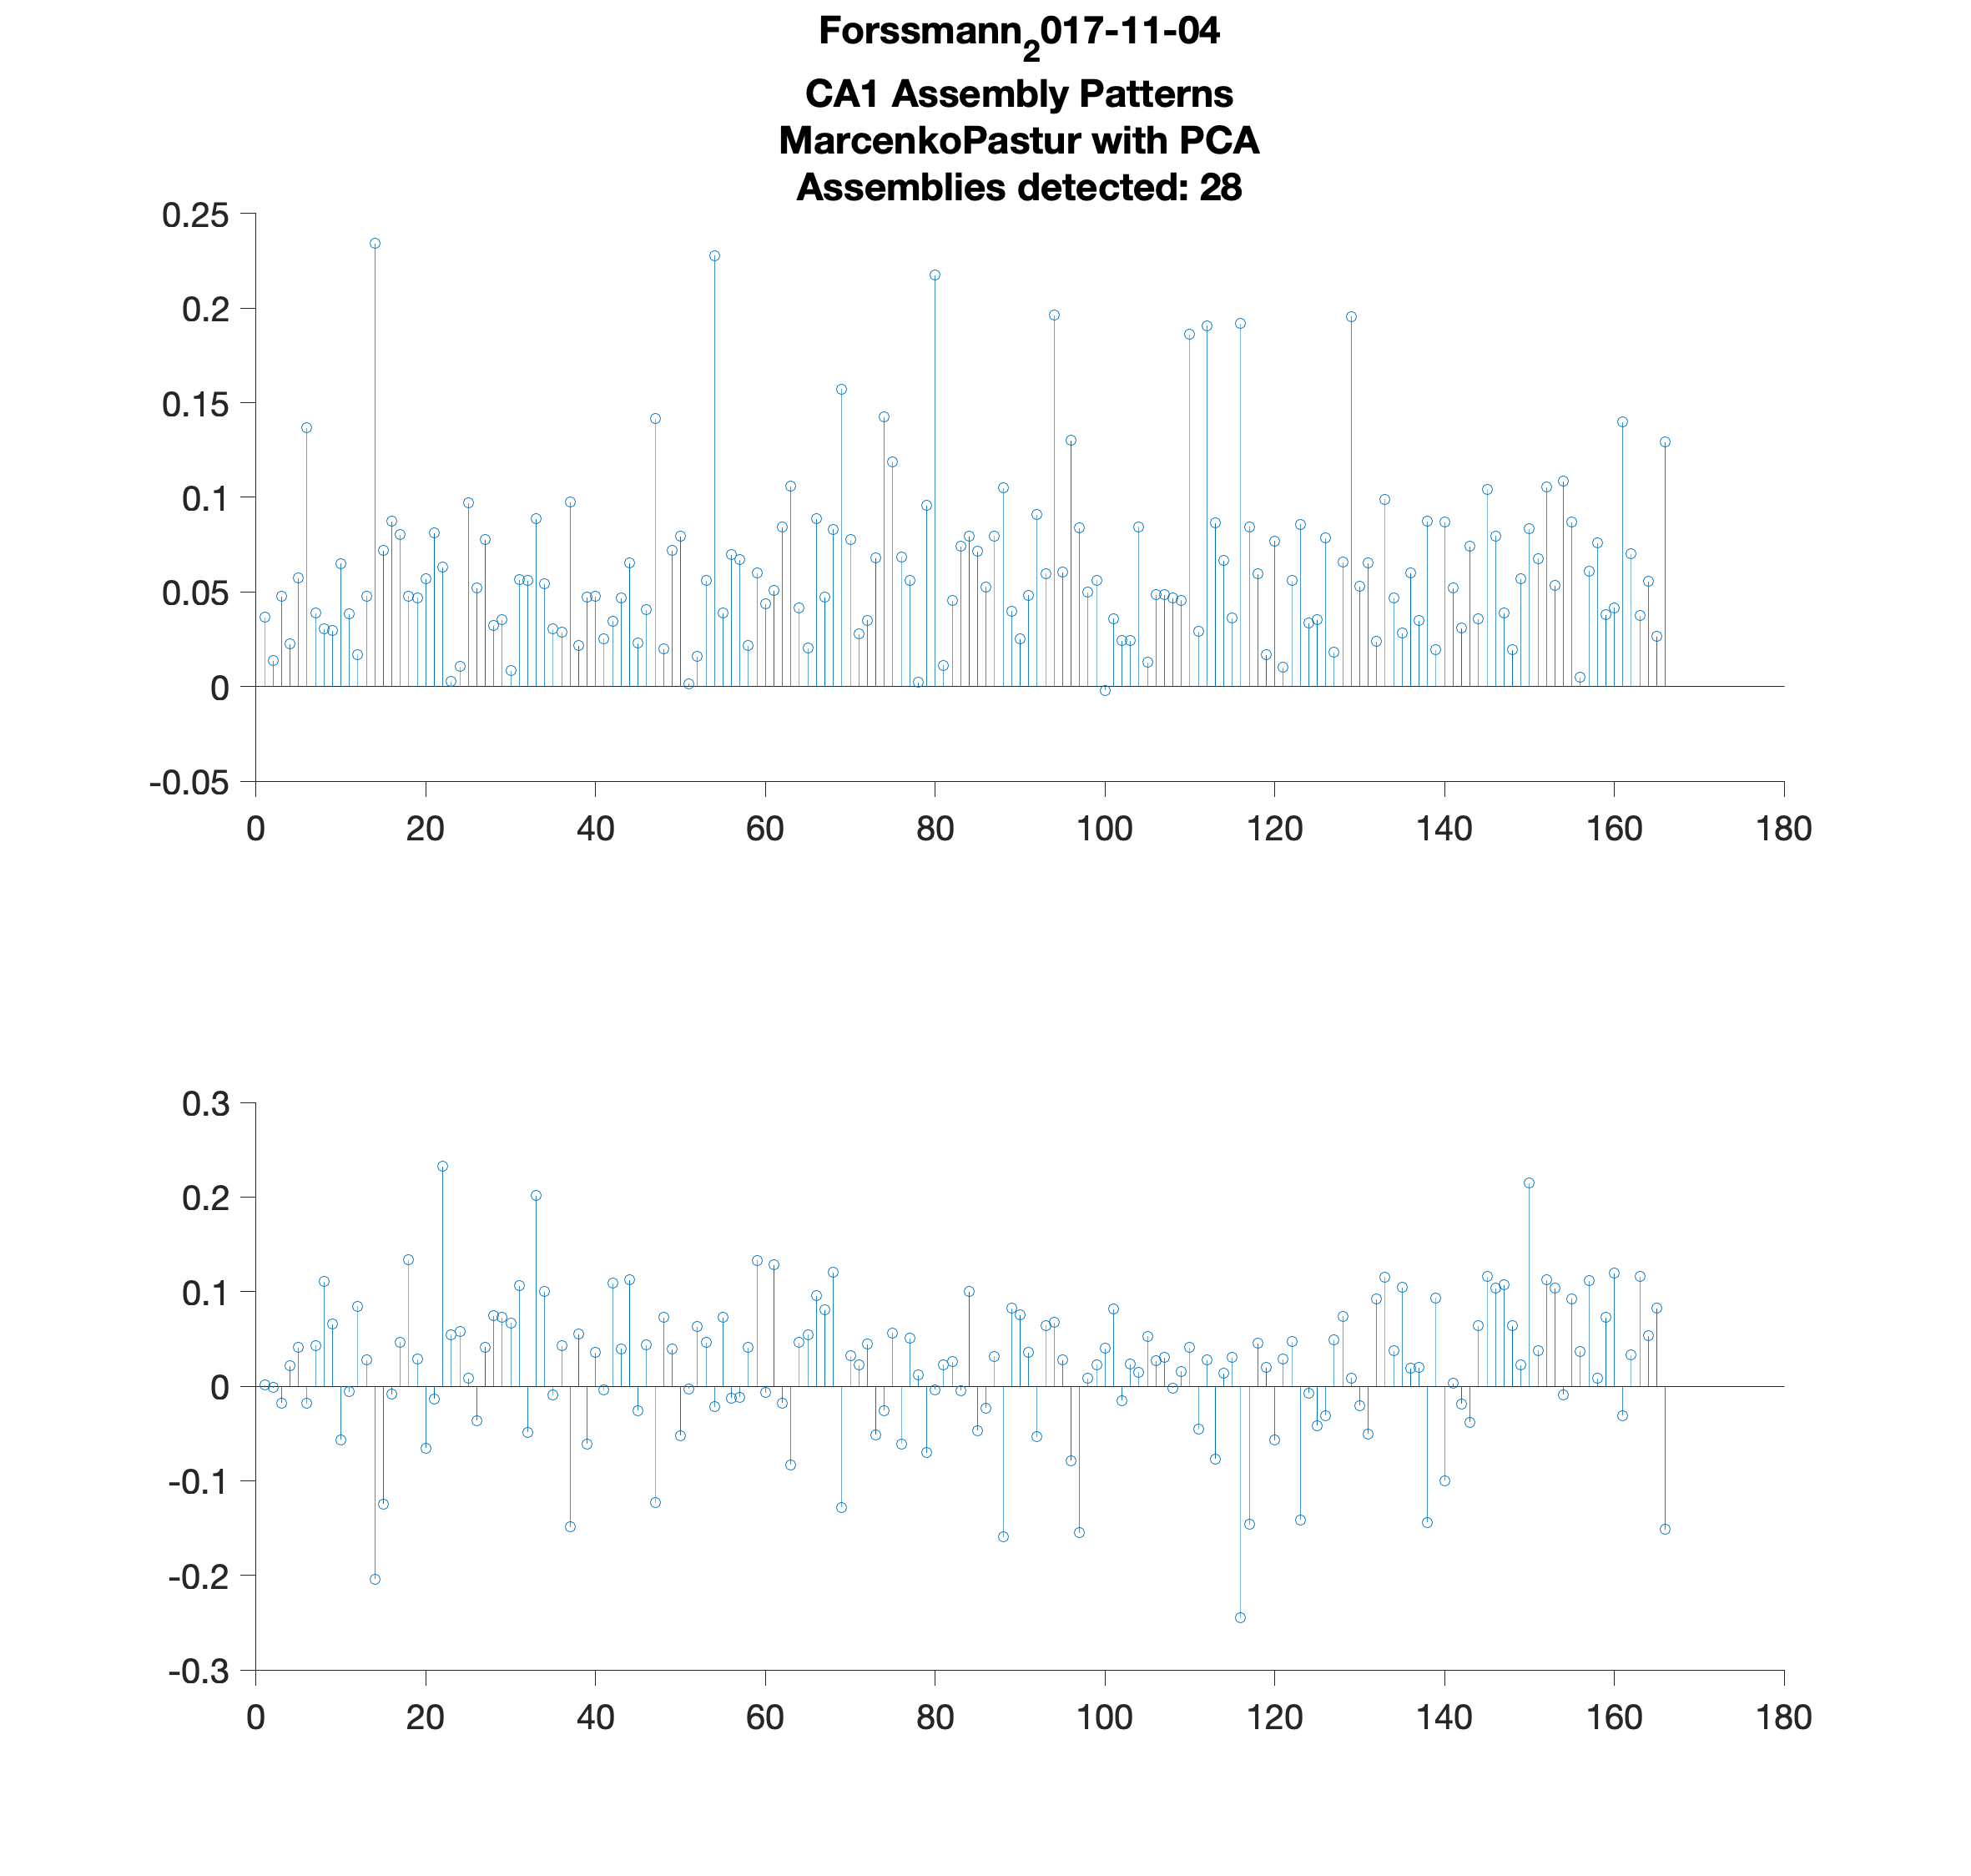 Forssmann2017-11-04
CA1 Assembly Patterns
MarcenkoPastur with PCA
Assemblies detected: 28
0.25
0.2
0.15
0.1
0.05
0
-0.05
0 20 40 60 80 100 120 140 160 180
0.3
0.2
0.1
0
-0.1
-0.2
-0.3
0 20 40 60 80 100 120 140 160 180